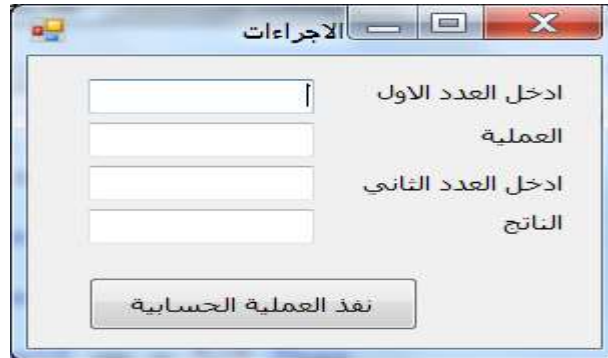 الاجراءات
ادخل العدد الاول
العملية
ادخل العدد الثاني
الناتج
نفذ العملية الحسابية